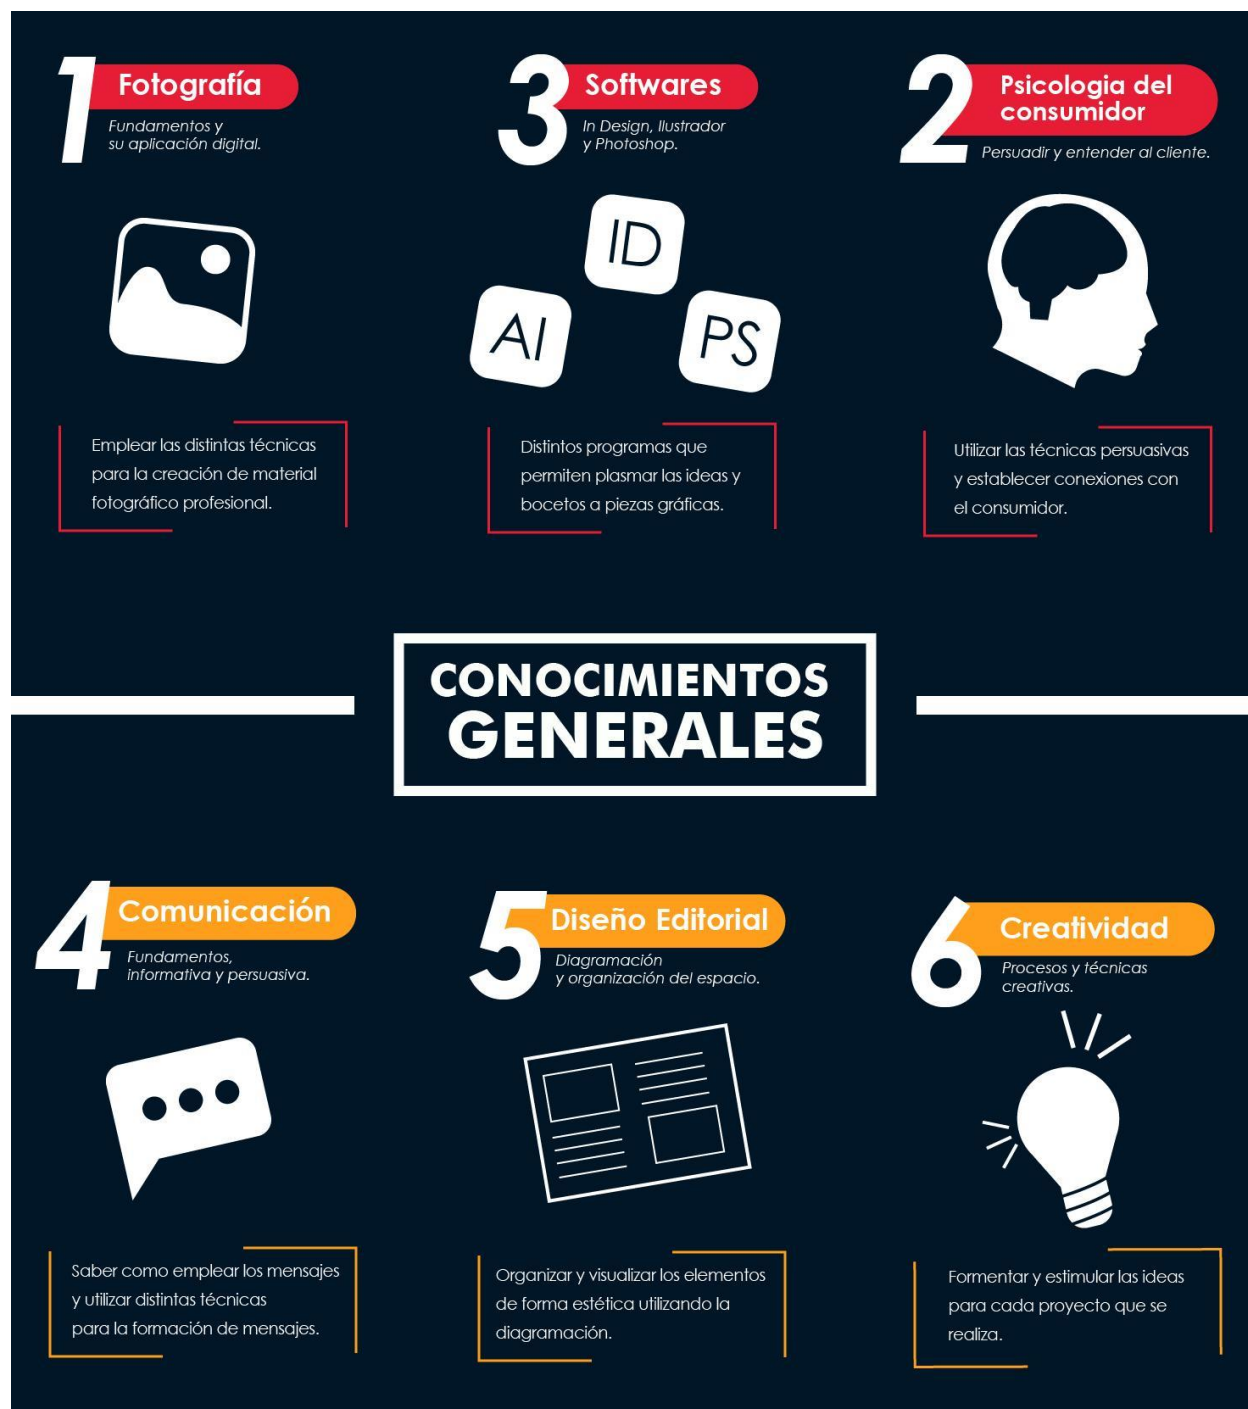 1
Fotografía
Fundamentos y
su aplicación digital.
Emplear las distintas técnicas
para la creación de material
fotográfico profesional.
3
Softwares
In Design, Ilustrador
y Photoshop.
ID
AI
PS
Distintos programas que
permiten plasmar las ideas y
bocetos a piezas gráficas.
2
Psicologia del
consumidor
Persuadir y entender al cliente.
Utilizar las técnicas persuasivas
y establecer conexiones con
el consumidor.
CONOCIMIENTOS
GENERALES
4
Comunicación
Fundamentos,
informativa y persuasiva.
Saber como emplear los mensajes
y utilizar distintas técnicas
para la formación de mensajes.
5
Diseño Editorial
Diagramación
y organización del espacio.
Organizar y visualizar los elementos
de forma estética utilizando la
diagramación.
6
Creatividad
Procesos y técnicas
creativas.
Formentar y estimular las ideas
para cada proyecto que se
realiza.